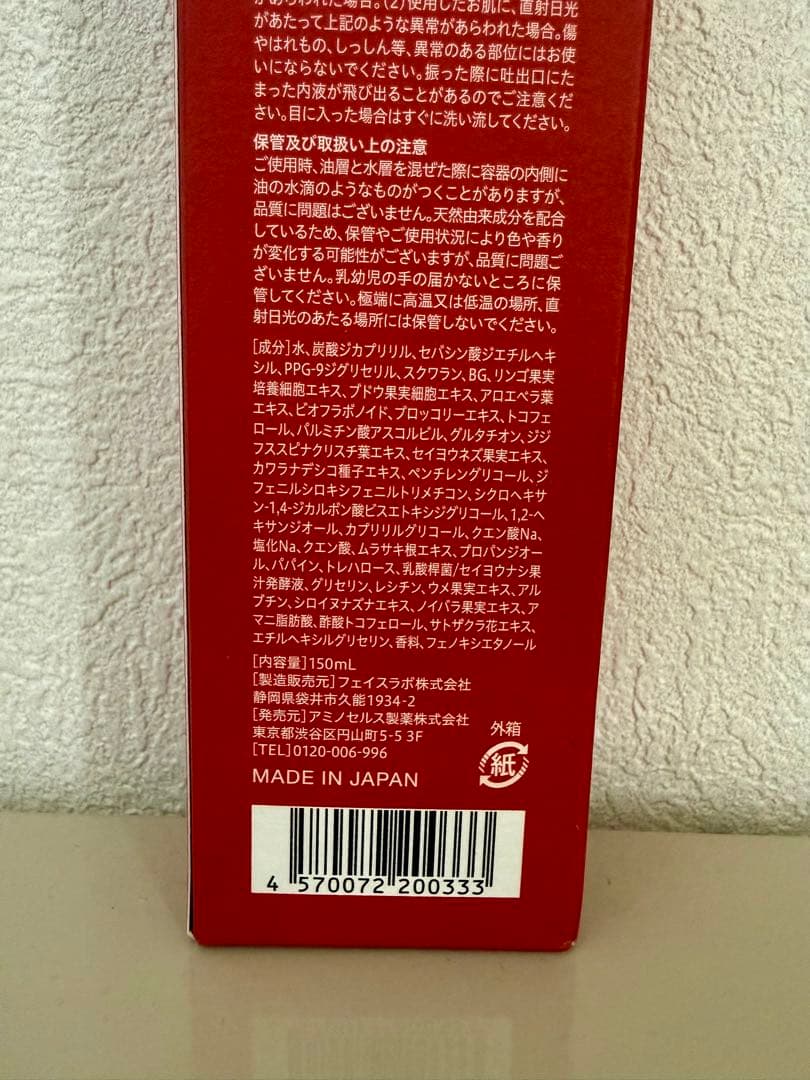 があらわれた場合。(2)使用したお肌に、直射日光
があたって上記のような異常があらわれた場合。傷
やはれもの、しっしん等、異常のある部位にはお使
いにならないでください。振った際に吐出口にた
まった内液が飛び出ることがあるのでご注意くだ
さい。目に入った場合はすぐに洗い流してください。
保管及び取扱い上の注意
ご使用時、油層と水層を混ぜた際に容器の内側に
油の水滴のようなものがつくことがありますが、
品質に問題はございません。天然由来成分を配合
しているため、保管やご使用状況により色や香り
が変化する可能性がございますが、品質に問題ご
ざいません。乳幼児の手の届かないところに保
管してください。極端に高温又は低温の場所、直
射日光のあたる場所には保管しないでください。
[成分]水、炭酸ジカプリリル、セバシン酸ジエチルヘキ
シル、PPG-9ジグリセリル、スクワラン、BG、リンゴ果実
培養細胞エキス、ブドウ果実細胞エキス、アロエベラ葉
エキス、ビオフラボノイド、ブロッコリーエキス、トコフェ
ロール、パルミチン酸アスコルビル、グルタチオン、ジジ
フススピナクリスチ葉エキス、セイヨウネズ果実エキス、
カワラナデシコ種子エキス、ペンチレングリコール、ジ
フェニルシロキシフェニルトリメチコン、シクロヘキサ
ン-1,4-ジカルボン酸ビスエトキシジグリコール、1,2-ヘ
キサンジオール、カプリリルグリコール、クエン酸Na、
塩化Na、クエン酸、ムラサキ根エキス、プロパンジオー
ル、パパイン、トレハロース、乳酸桿菌/セイヨウナシ果
汁発酵液、グリセリン、レシチン、ウメ果実エキス、アル
ブチン、シロイヌナズナエキス、ノイバラ果実エキス、ア
マニ脂肪酸、酢酸トコフェロール、サトザクラ花エキス、
エチルヘキシルグリセリン、香料、フェノキシエタノール
[内容量]150mL
[製造販売元]フェイスラボ株式会社
静岡県袋井市久能1934-2
[発売元]アミノセルス製薬株式会社
東京都渋谷区円山町5-5 3F
[TEL]0120-006-996
外箱
紙
MADE IN JAPAN
4 570072 200333